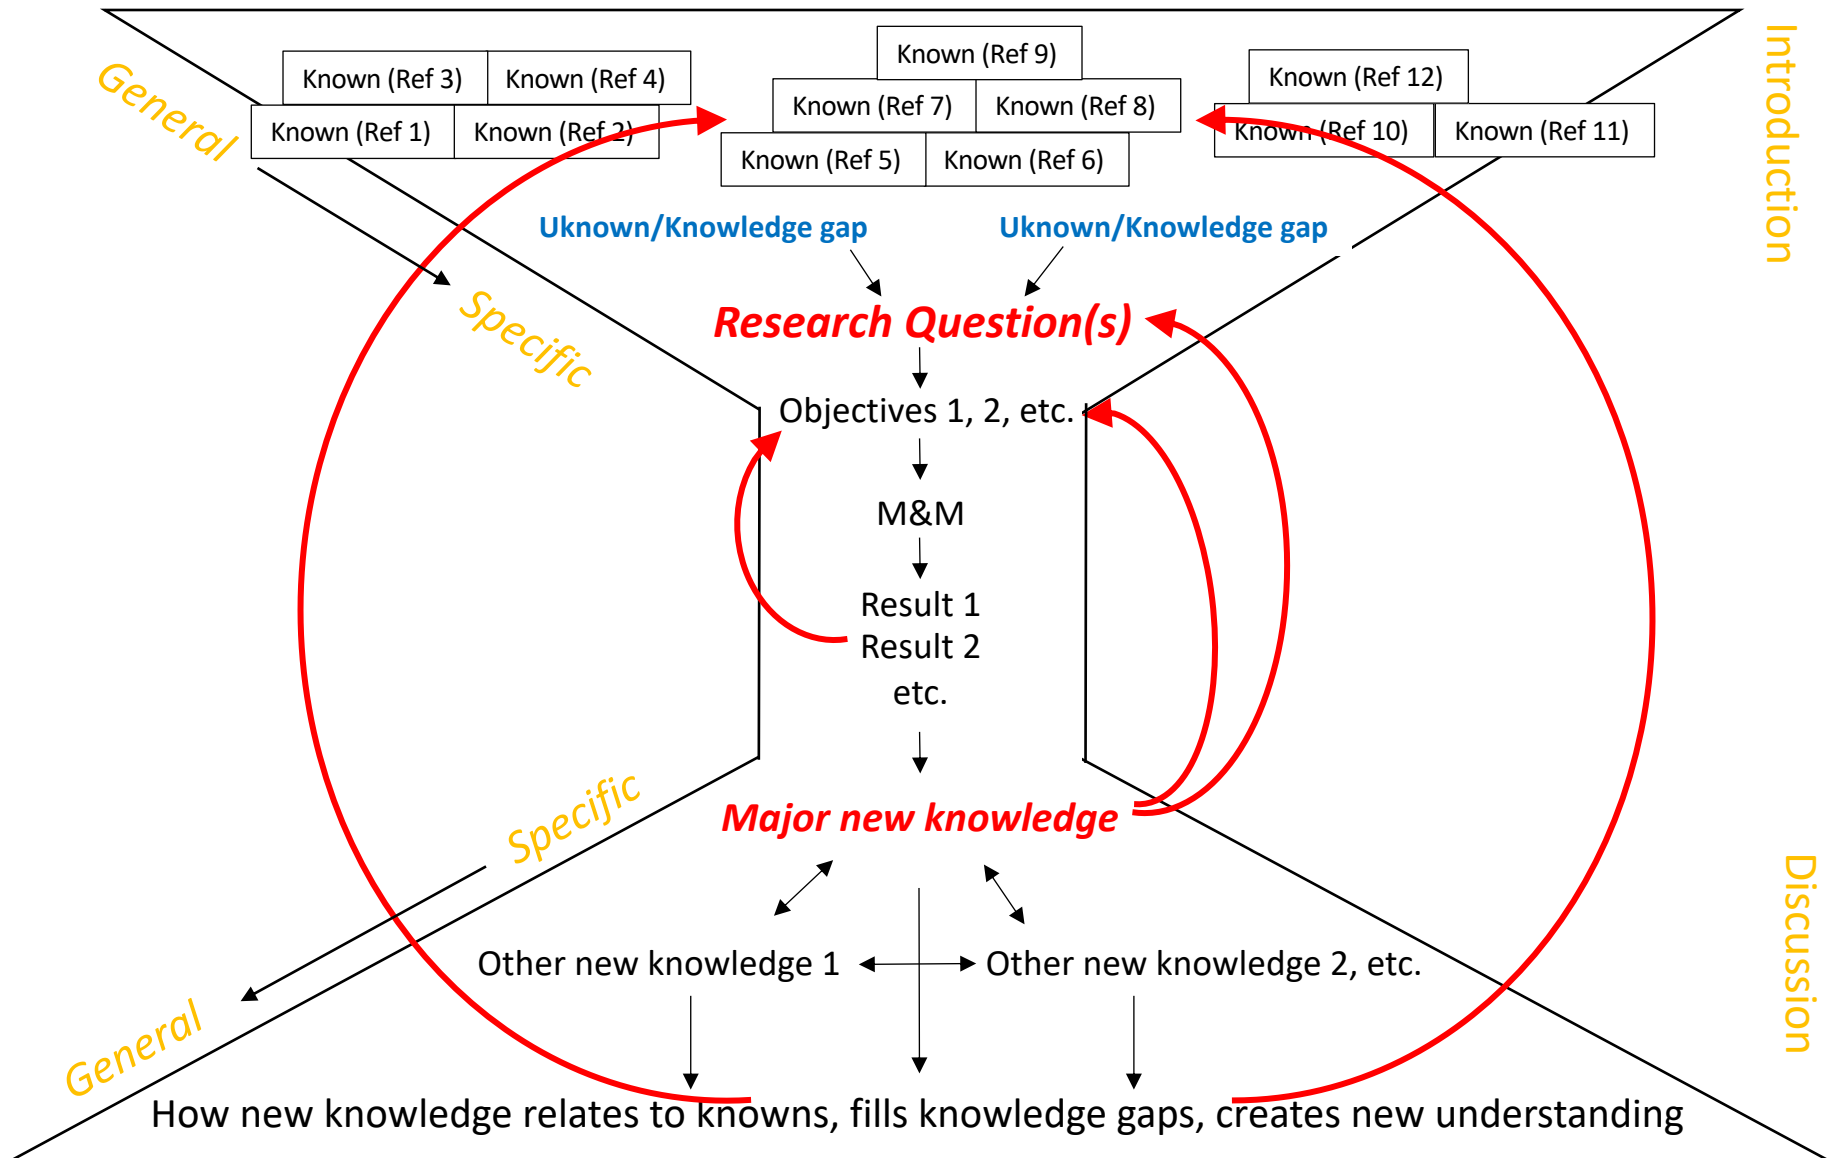 Introduction
General
Known (Ref 9)
Known (Ref 3)
Known (Ref 4)
Known (Ref 12)
Known (Ref 7)
Known (Ref 8)
Known (Ref 1)
Known (Ref 2)
Known (Ref 10)
Known (Ref 11)
Known (Ref 5)
Known (Ref 6)
Uknown/Knowledge gap
Uknown/Knowledge gap
Specific
Research Question(s)
Objectives 1, 2, etc.
M&M
Result 1
Result 2
etc.
Specific
Major new knowledge
Discussion
Other new knowledge 1
Other new knowledge 2, etc.
General
How new knowledge relates to knowns, fills knowledge gaps, creates new understanding